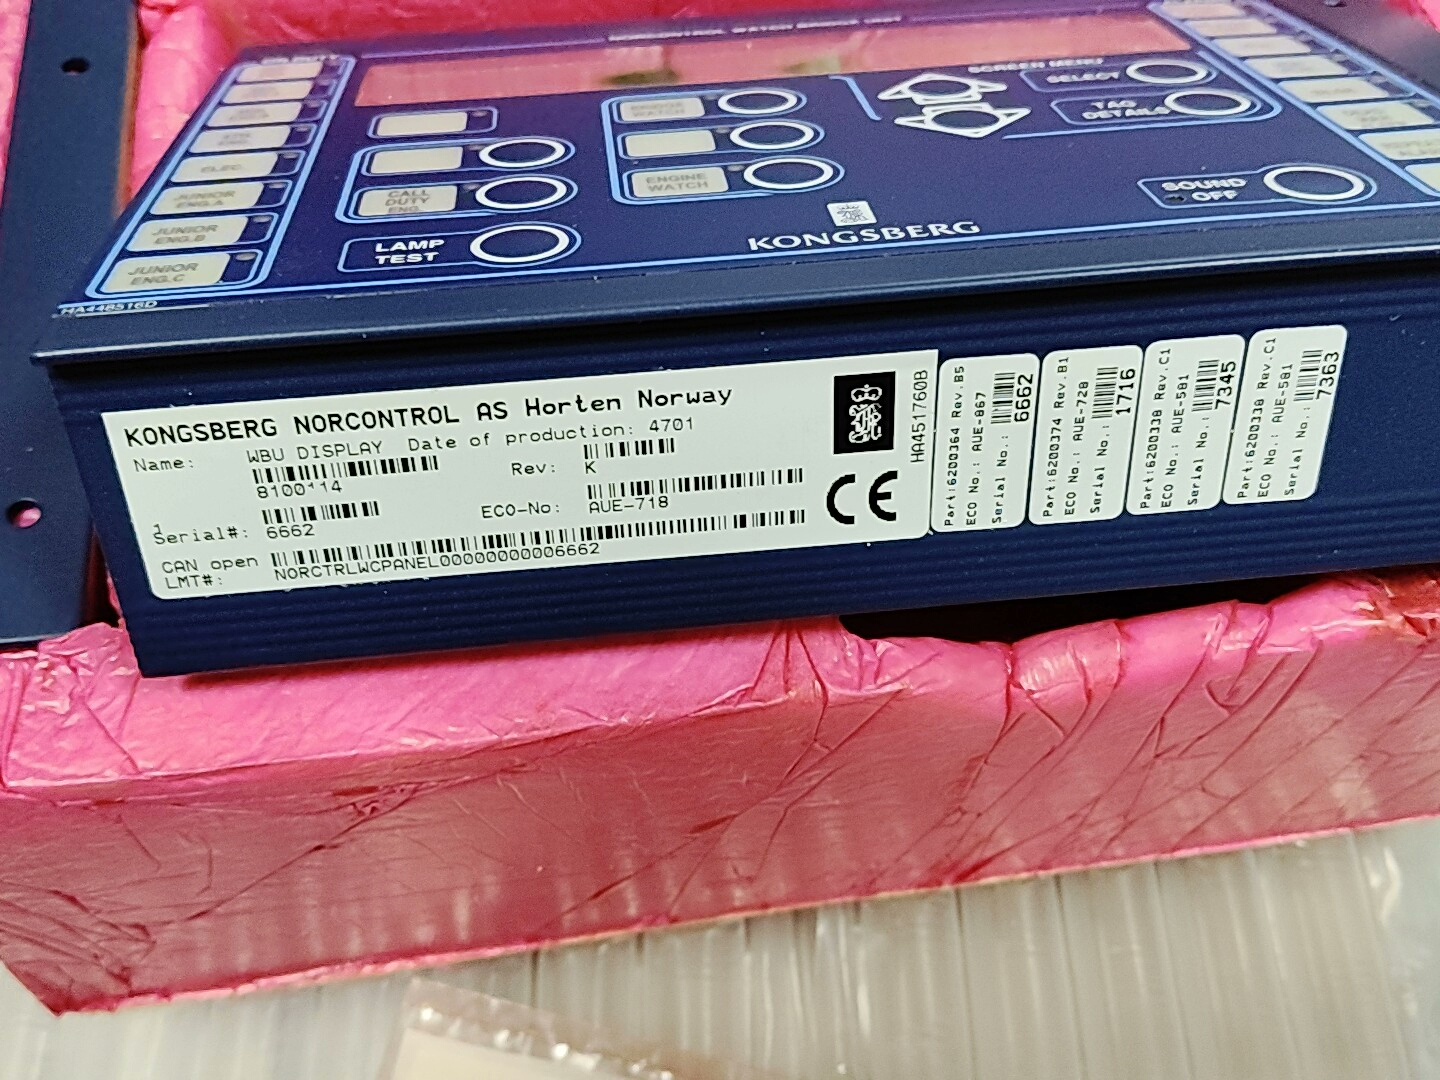 SCREEN MENU
SELECT
TAG
DETAILS
BRIDGE
WATCH
ENGINE
WATCH
ELEC.
JUNIOR
ENG.A
JUNIOR
ENG.B
JUNIOR
ENG.C
CALL
DUTY
ENG.
LAMP
TEST
SOUND
OFF
KONGSBERG
HA448516D
KONGSBERG NORCONTROL AS Horten Norway
Name: WBU DISPLAY Date of production: 4701
8100114 Rev: K
Serial#: 6662 ECO-No: AUE-718
CAN open
LMT#: NORCTRLWCPANEL00000000006662
CE
HA451760B
Part:6200364 Rev.B5
ECO No.: AUE-867
Serial No.: 6662
Part:6200374 Rev.B1
ECO No.: AUE-728
Serial No.: 1716
Part:6200338 Rev.C1
ECO No.: AUE-581
Serial No.: 7345
Part:6200338 Rev.C1
ECO No.: AUE-581
Serial No.: 7363